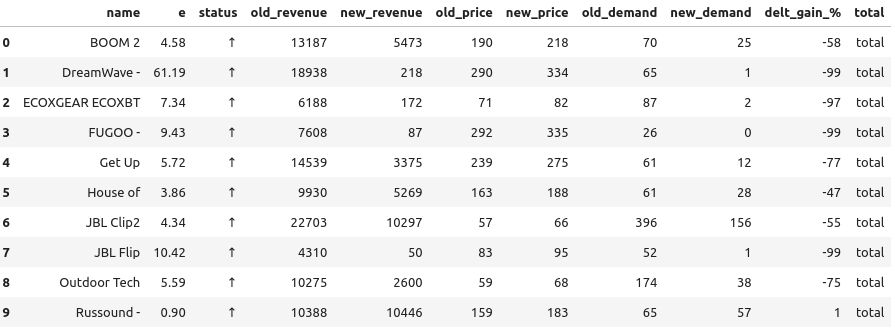 name e status old_revenue new_revenue old_price new_price old_demand new_demand delt_gain_% total
0 BOOM 2 4.58 ↑ 13187 5473 190 218 70 25 -58 total
1 DreamWave - 61.19 ↑ 18938 218 290 334 65 1 -99 total
2 ECOXGEAR ECOXBT 7.34 ↑ 6188 172 71 82 87 2 -97 total
3 FUGOO - 9.43 ↑ 7608 87 292 335 26 0 -99 total
4 Get Up 5.72 ↑ 14539 3375 239 275 61 12 -77 total
5 House of 3.86 ↑ 9930 5269 163 188 61 28 -47 total
6 JBL Clip2 4.34 ↑ 22703 10297 57 66 396 156 -55 total
7 JBL Flip 10.42 ↑ 4310 50 83 95 52 1 -99 total
8 Outdoor Tech 5.59 ↑ 10275 2600 59 68 174 38 -75 total
9 Russound - 0.90 ↑ 10388 10446 159 183 65 57 1 total